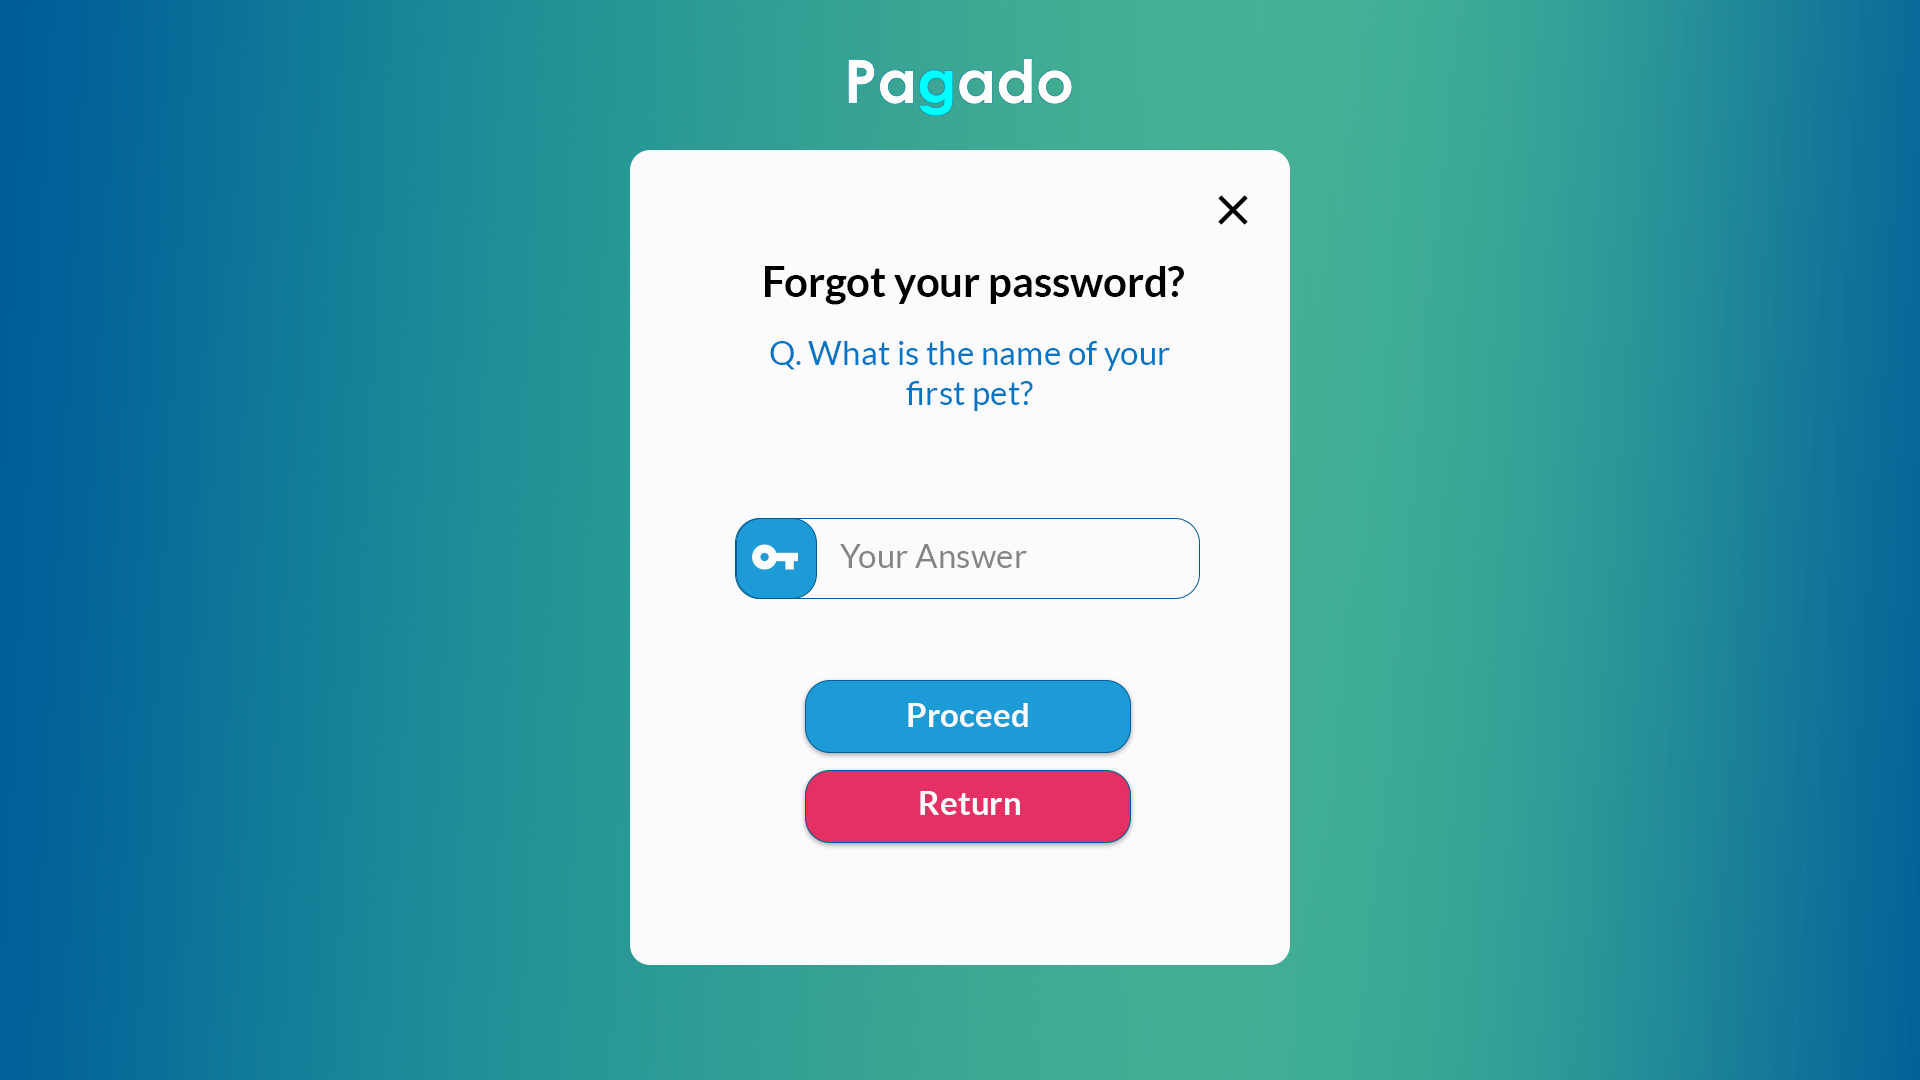 Pagado
Forgot your password?
Q. What is the name of your
first pet?
Your Answer
Proceed
Return